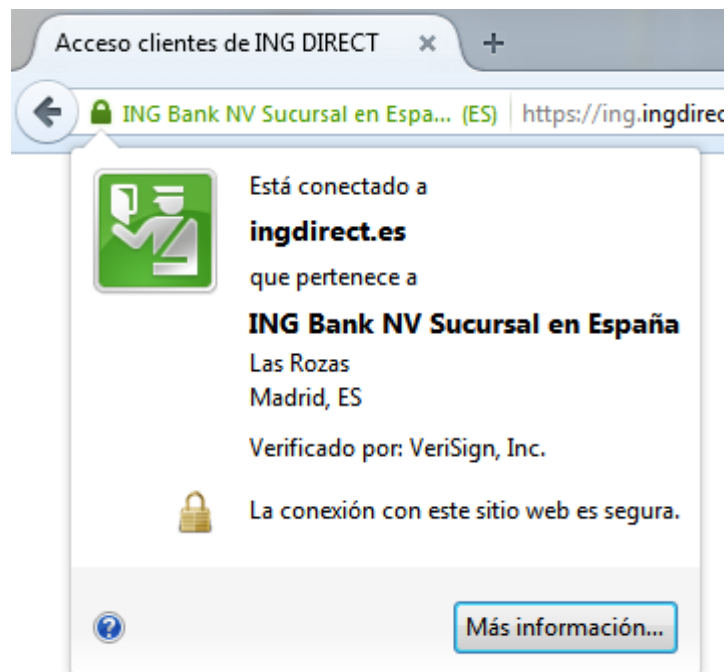 Acceso clientes de ING DIRECT
ING Bank NV Sucursal en Espa... (ES) https://ing.ingdirec
Está conectado a
ingdirect.es
que pertenece a
ING Bank NV Sucursal en España
Las Rozas
Madrid, ES
Verificado por: VeriSign, Inc.
La conexión con este sitio web es segura.
Más información...